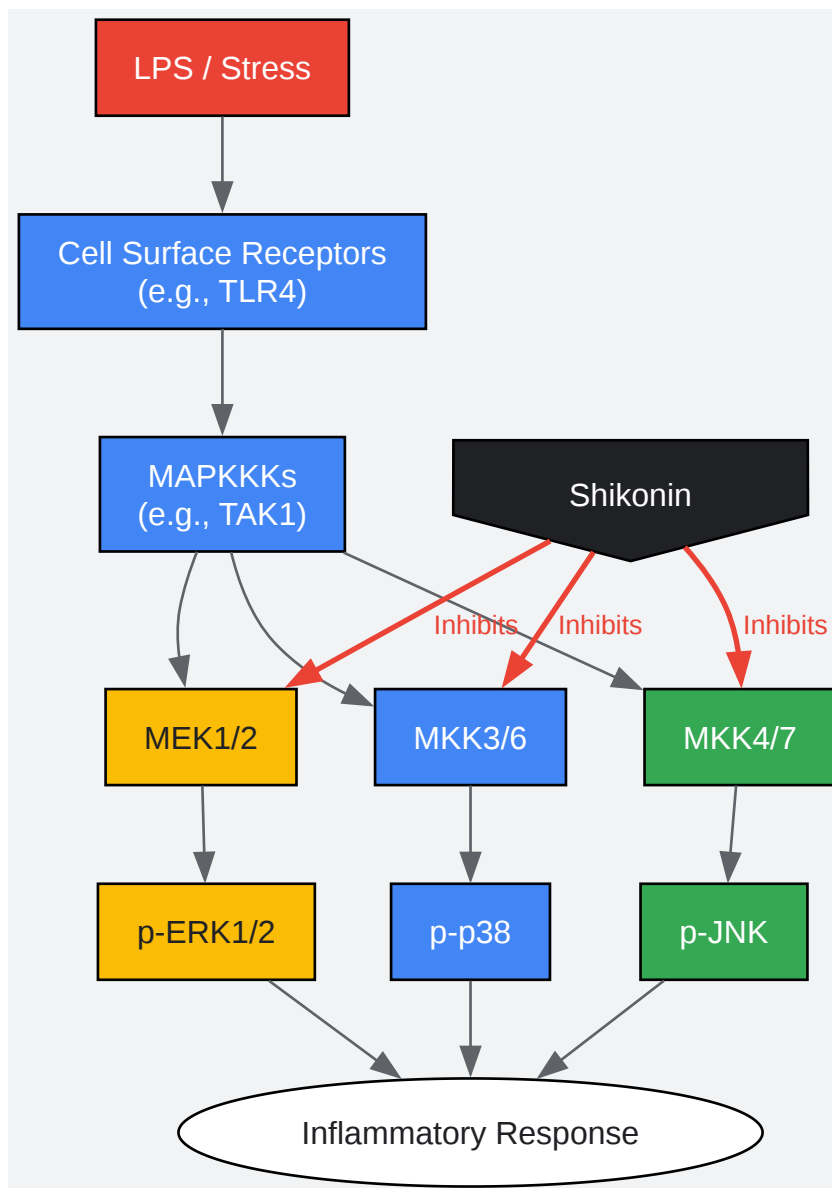 LPS / Stress
Cell Surface Receptors
(e.g., TLR4)
MAPKKKs
(e.g., TAK1)
Shikonin
Inhibits
Inhibits
Inhibits
MEK1/2
MKK3/6
MKK4/7
p-ERK1/2
p-p38
p-JNK
Inflammatory Response